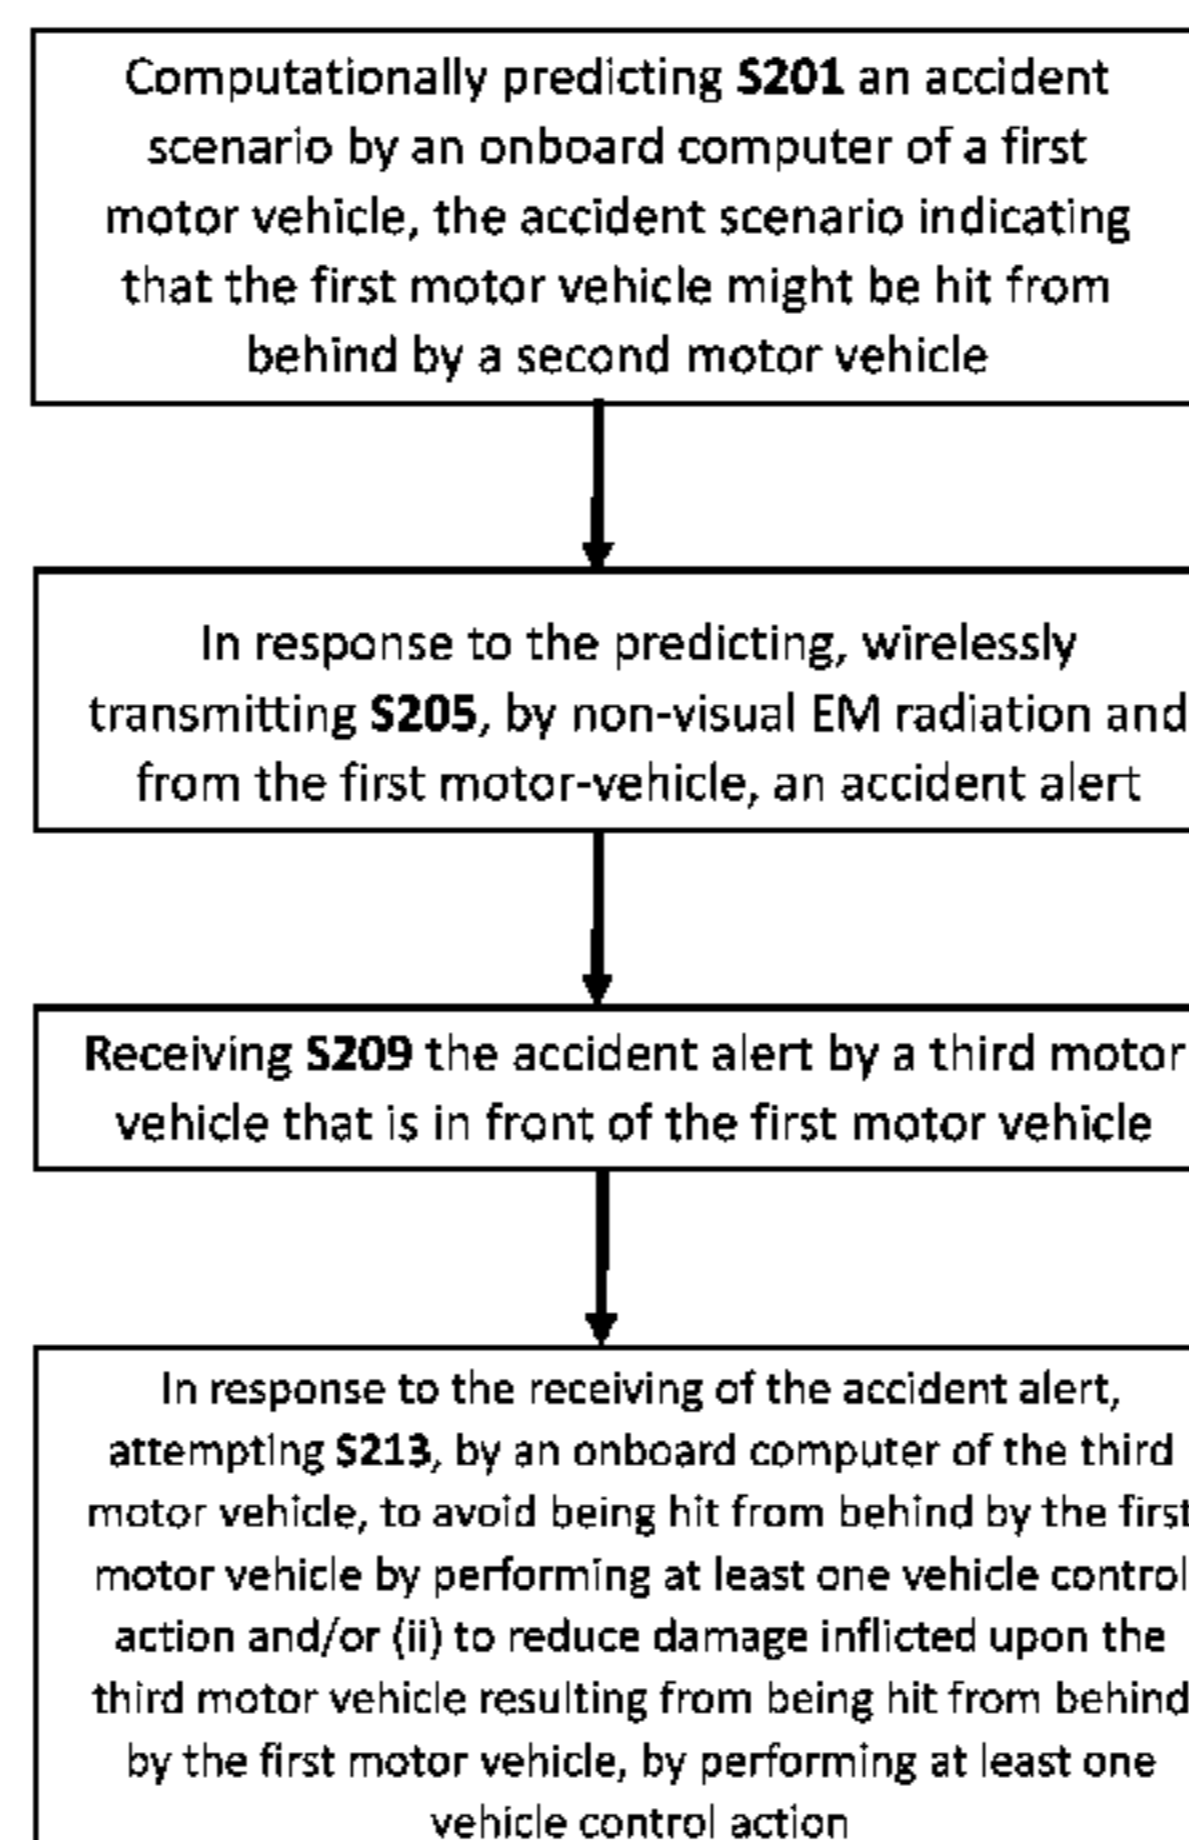 Computationally predicting S201 an accident
scenario by an onboard computer of a first
motor vehicle, the accident scenario indicating
that the first motor vehicle might be hit from
behind by a second motor vehicle
In response to the predicting, wirelessly
transmitting S205, by non-visual EM radiation and
from the first motor-vehicle, an accident alert
Receiving S209 the accident alert by a third motor
vehicle that is in front of the first motor vehicle
In response to the receiving of the accident alert,
attempting S213, by an onboard computer of the third
motor vehicle, to avoid being hit from behind by the first
motor vehicle by performing at least one vehicle control
action and/or (ii) to reduce damage inflicted upon the
third motor vehicle resulting from being hit from behind
by the first motor vehicle, by performing at least one
vehicle control action